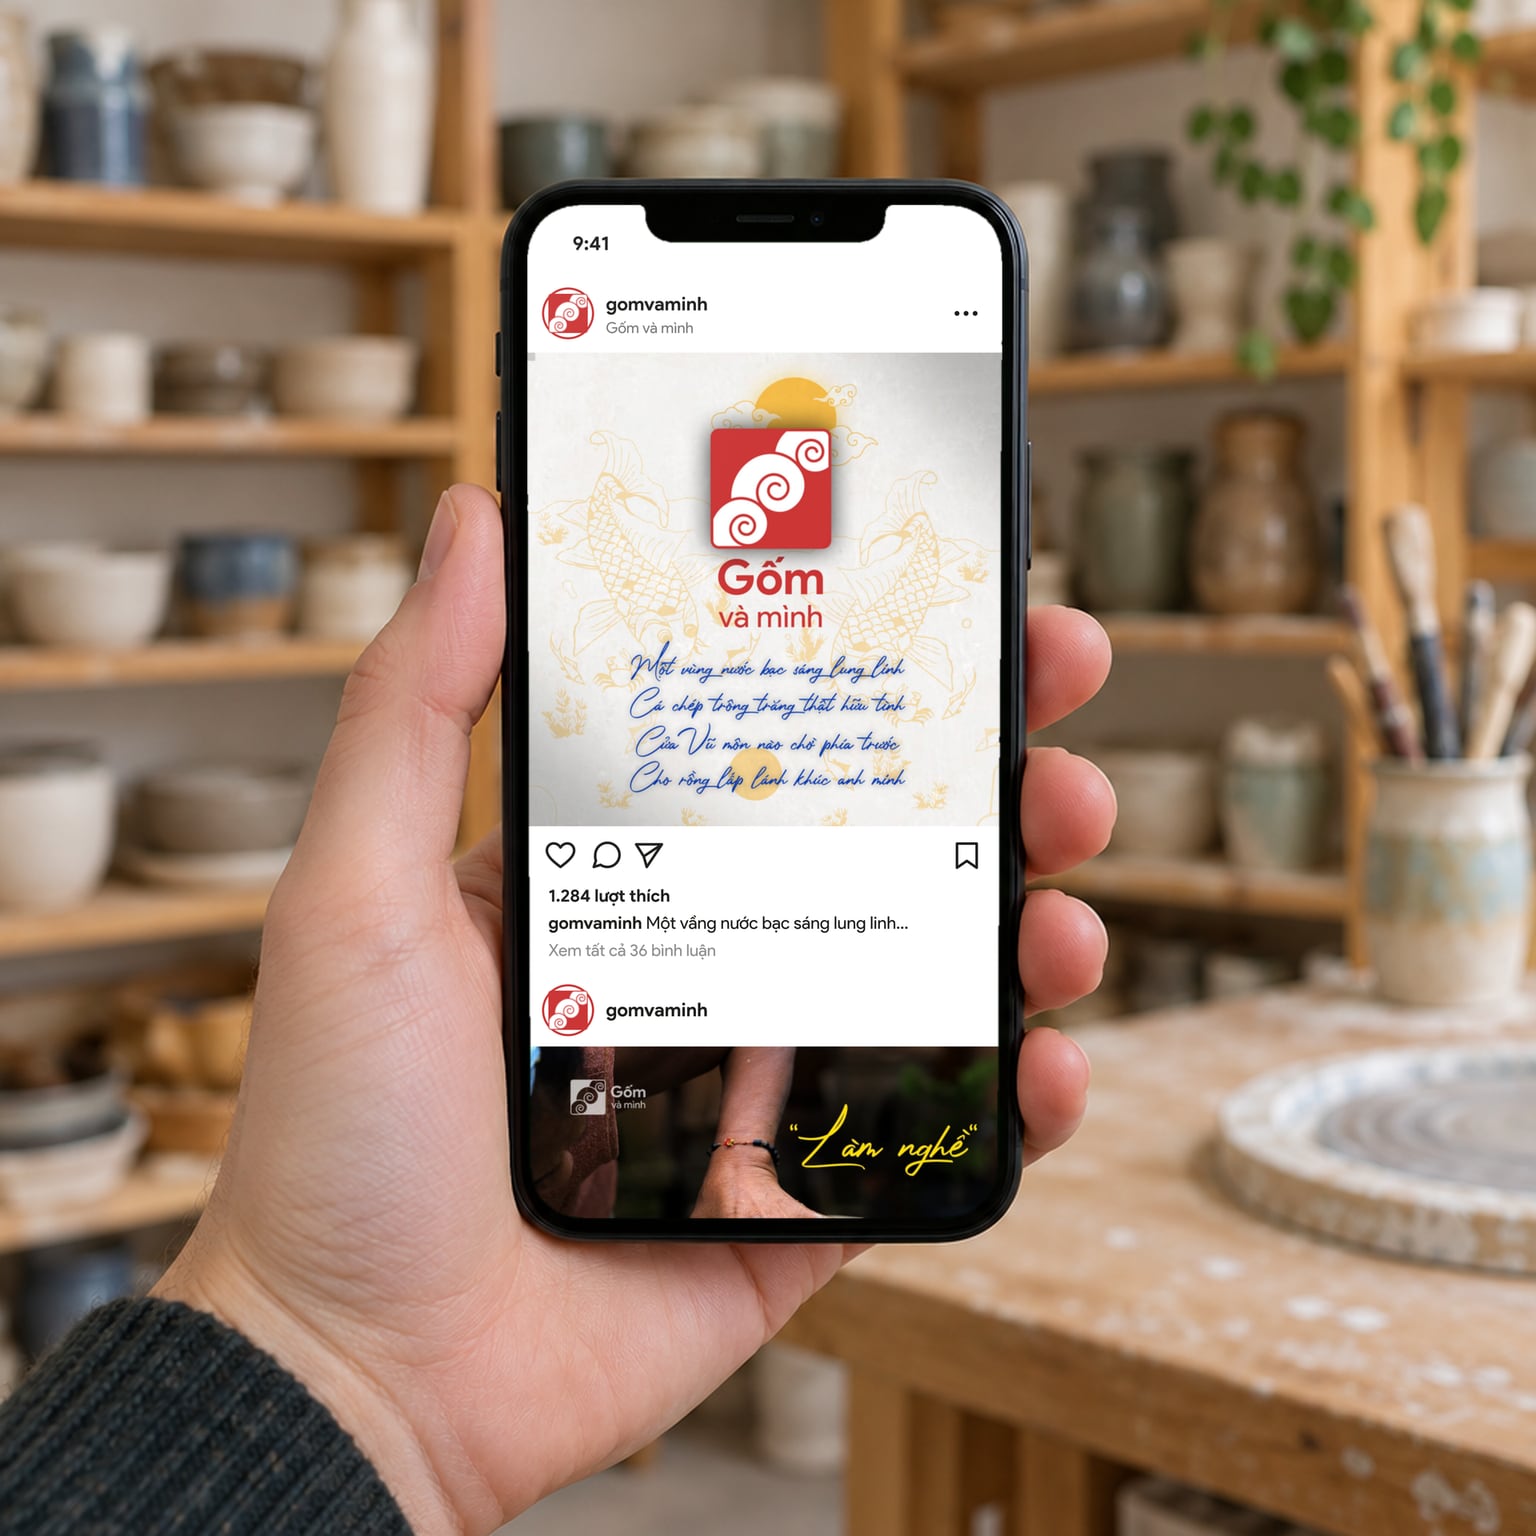 9:41
gomvaminh
Gốm và mình
Gốm
và mình
Một vùng nước bạc sáng lung linh
Cá chép trông trăng thật hữu tình
Cửa Vũ môn nào chờ phía trước
Cho rồng lấp lánh khúc anh minh
1.284 lượt thích
gomvaminh Một vầng nước bạc sáng lung linh...
Xem tất cả 36 bình luận
gomvaminh
Gốm
và mình
“Làm nghề“